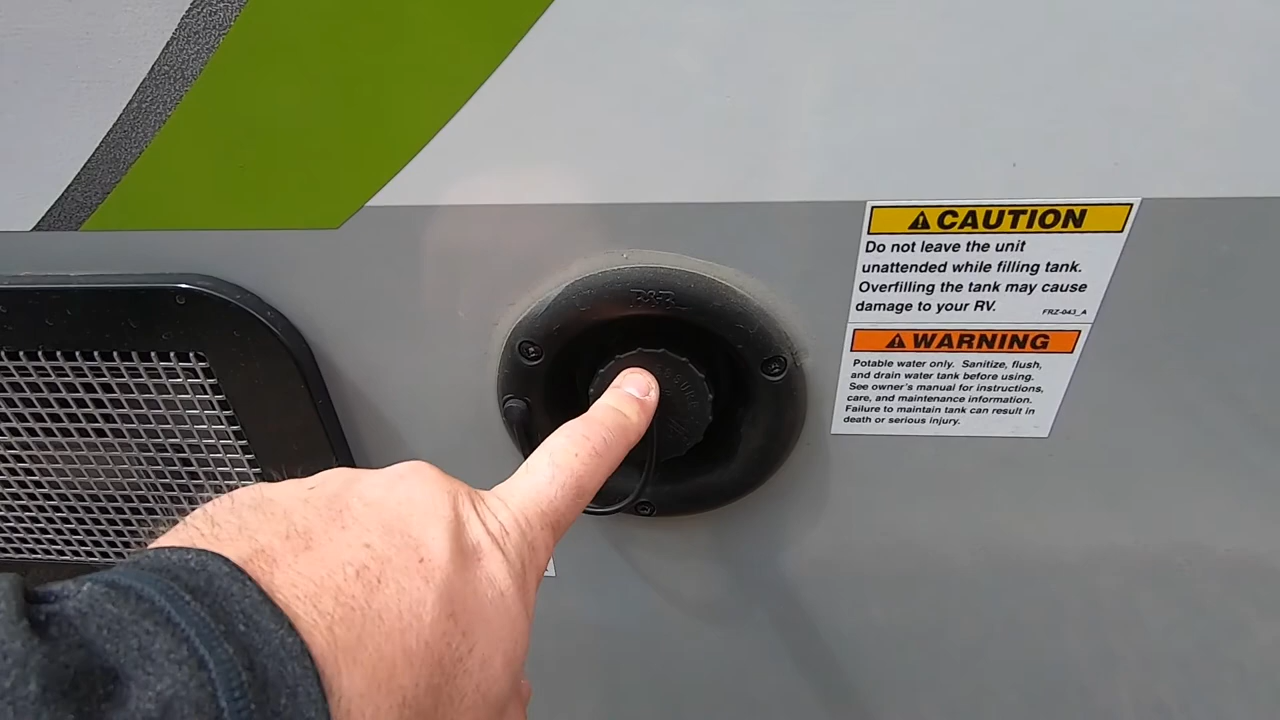 CAUTION
Do not leave the unit
unattended while filling tank.
Overfilling the tank may cause
damage to your RV.
FRZ-043_A
WARNING
Potable water only. Sanitize, flush,
and drain water tank before using.
See owner's manual for instructions,
care, and maintenance information.
Failure to maintain tank can result in
death or serious injury.